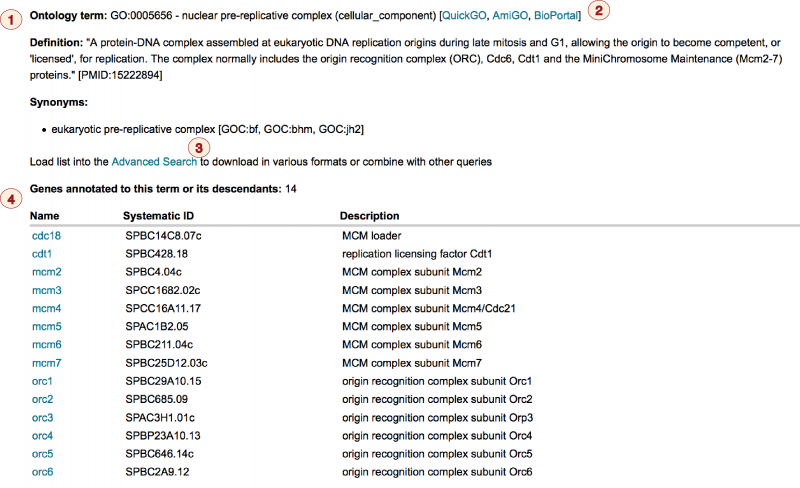 1 Ontology term: GO:0005656 - nuclear pre-replicative complex (cellular_component) [QuickGO, AmiGO, BioPortal] 2
Definition: "A protein-DNA complex assembled at eukaryotic DNA replication origins during late mitosis and G1, allowing the origin to become competent, or
'licensed', for replication. The complex normally includes the origin recognition complex (ORC), Cdc6, Cdt1 and the MiniChromosome Maintenance (Mcm2-7)
proteins." [PMID:15222894]
Synonyms:
• eukaryotic pre-replicative complex [GOC:bf, GOC:bhm, GOC:jh2]
3
Load list into the Advanced Search to download in various formats or combine with other queries
4 Genes annotated to this term or its descendants: 14
Name Systematic ID Description
cdc18 SPBC14C8.07c MCM loader
cdt1 SPBC428.18 replication licensing factor Cdt1
mcm2 SPBC4.04c MCM complex subunit Mcm2
mcm3 SPCC1682.02c MCM complex subunit Mcm3
mcm4 SPCC16A11.17 MCM complex subunit Mcm4/Cdc21
mcm5 SPAC1B2.05 MCM complex subunit Mcm5
mcm6 SPBC211.04c MCM complex subunit Mcm6
mcm7 SPBC25D12.03c MCM complex subunit Mcm7
orc1 SPBC29A10.15 origin recognition complex subunit Orc1
orc2 SPBC685.09 origin recognition complex subunit Orc2
orc3 SPAC3H1.01c origin recognition complex subunit Orp3
orc4 SPBP23A10.13 origin recognition complex subunit Orc4
orc5 SPBC646.14c origin recognition complex subunit Orc5
orc6 SPBC2A9.12 origin recognition complex subunit Orc6